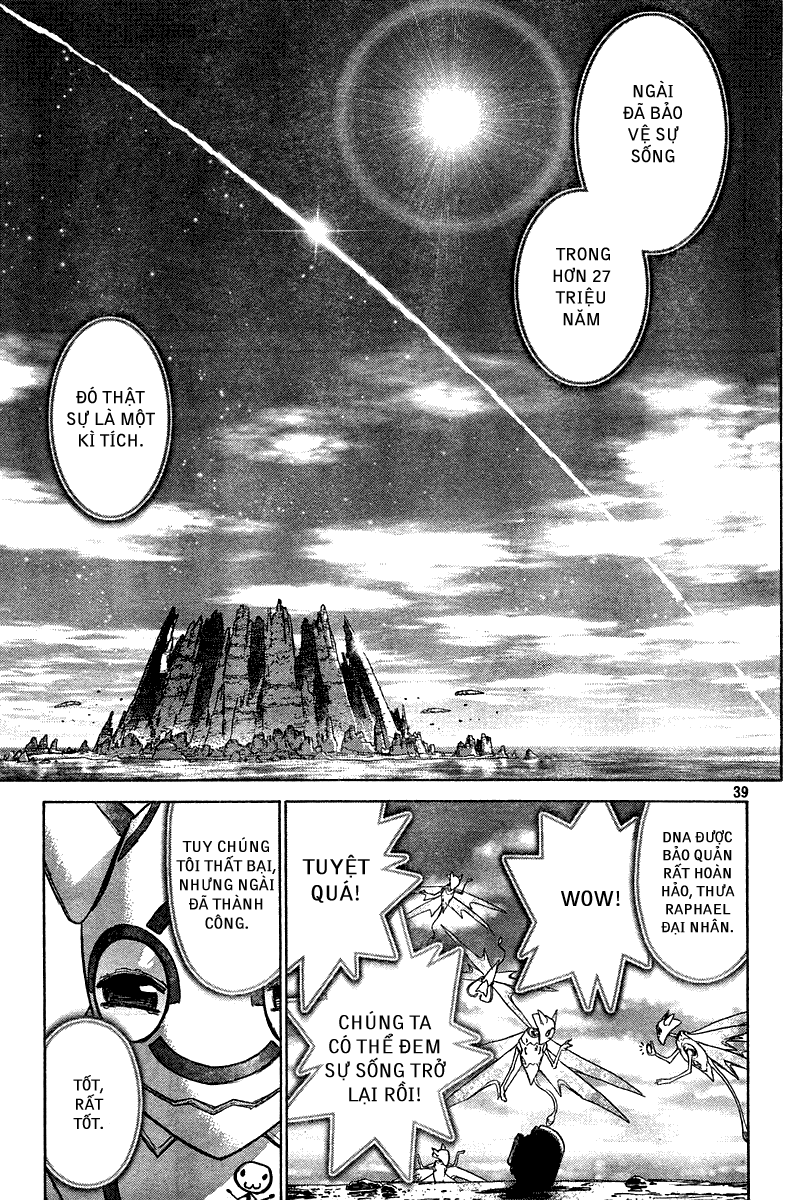 NGÀI
ĐÃ BẢO
VỆ SỰ
SỐNG
TRONG
HƠN 27
TRIỆU
NĂM
ĐÓ THẬT
SỰ LÀ MỘT
KÌ TÍCH.
39
DNA ĐƯỢC
BẢO QUẢN
RẤT HOÀN
HẢO, THƯA
RAPHAEL
ĐẠI NHÂN.
WOW!
TUYỆT
QUÁ!
CHÚNG TA
CÓ THỂ ĐEM
SỰ SỐNG TRỞ
LẠI RỒI!
TUY CHÚNG
TÔI THẤT BẠI,
NHƯNG NGÀI
ĐÃ THÀNH
CÔNG.
TỐT,
RẤT
TỐT.